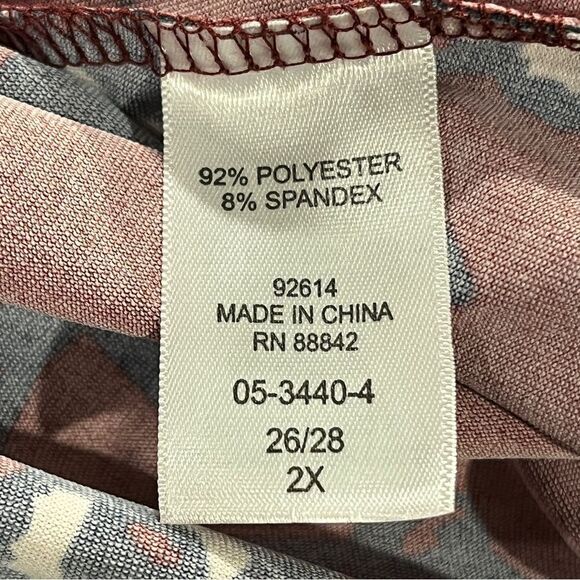 92% POLYESTER
8% SPANDEX
92614
MADE IN CHINA
RN 88842
05-3440-4
26/28
2X